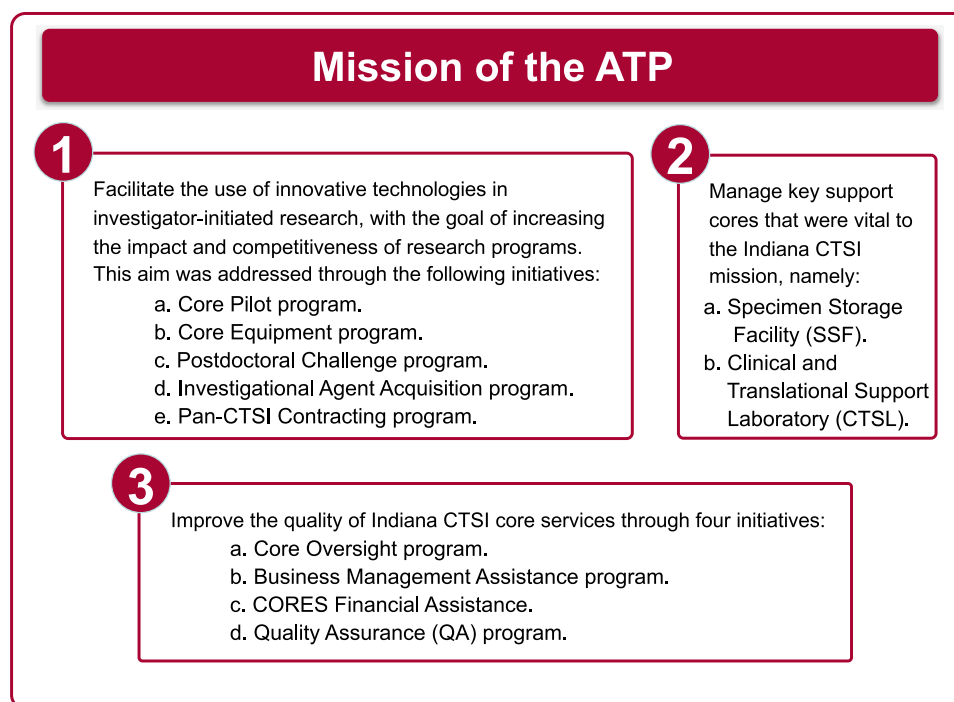 Mission of the ATP
1
Facilitate the use of innovative technologies in
investigator-initiated research, with the goal of increasing
the impact and competitiveness of research programs.
This aim was addressed through the following initiatives:
a. Core Pilot program.
b. Core Equipment program.
c. Postdoctoral Challenge program.
d. Investigational Agent Acquisition program.
e. Pan-CTSI Contracting program.
2
Manage key support
cores that were vital to
the Indiana CTSI
mission, namely:
a. Specimen Storage
Facility (SSF).
b. Clinical and
Translational Support
Laboratory (CTSL).
3
Improve the quality of Indiana CTSI core services through four initiatives:
a. Core Oversight program.
b. Business Management Assistance program.
c. CORES Financial Assistance.
d. Quality Assurance (QA) program.